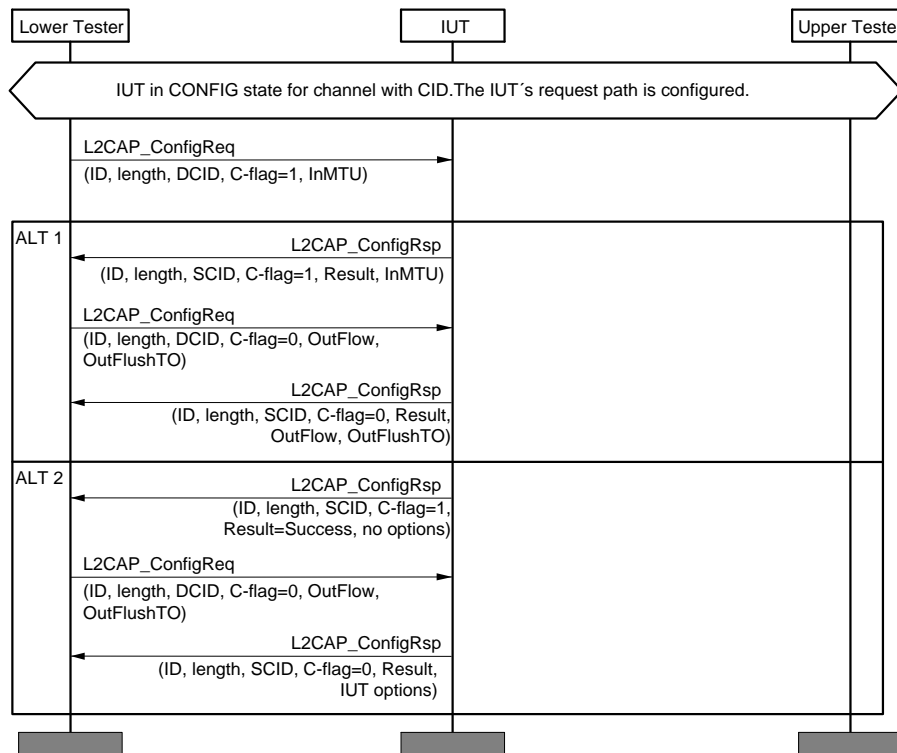 Lower Tester
IUT
Upper Teste
IUT in CONFIG state for channel with CID.The IUT´s request path is configured.
L2CAP_ConfigReq
(ID, length, DCID, C-flag=1, InMTU)
ALT 1
L2CAP_ConfigRsp
(ID, length, SCID, C-flag=1, Result, InMTU)
L2CAP_ConfigReq
(ID, length, DCID, C-flag=0, OutFlow,
OutFlushTO)
L2CAP_ConfigRsp
(ID, length, SCID, C-flag=0, Result,
OutFlow, OutFlushTO)
ALT 2
L2CAP_ConfigRsp
(ID, length, SCID, C-flag=1,
Result=Success, no options)
L2CAP_ConfigReq
(ID, length, DCID, C-flag=0, OutFlow,
OutFlushTO)
L2CAP_ConfigRsp
(ID, length, SCID, C-flag=0, Result,
IUT options)